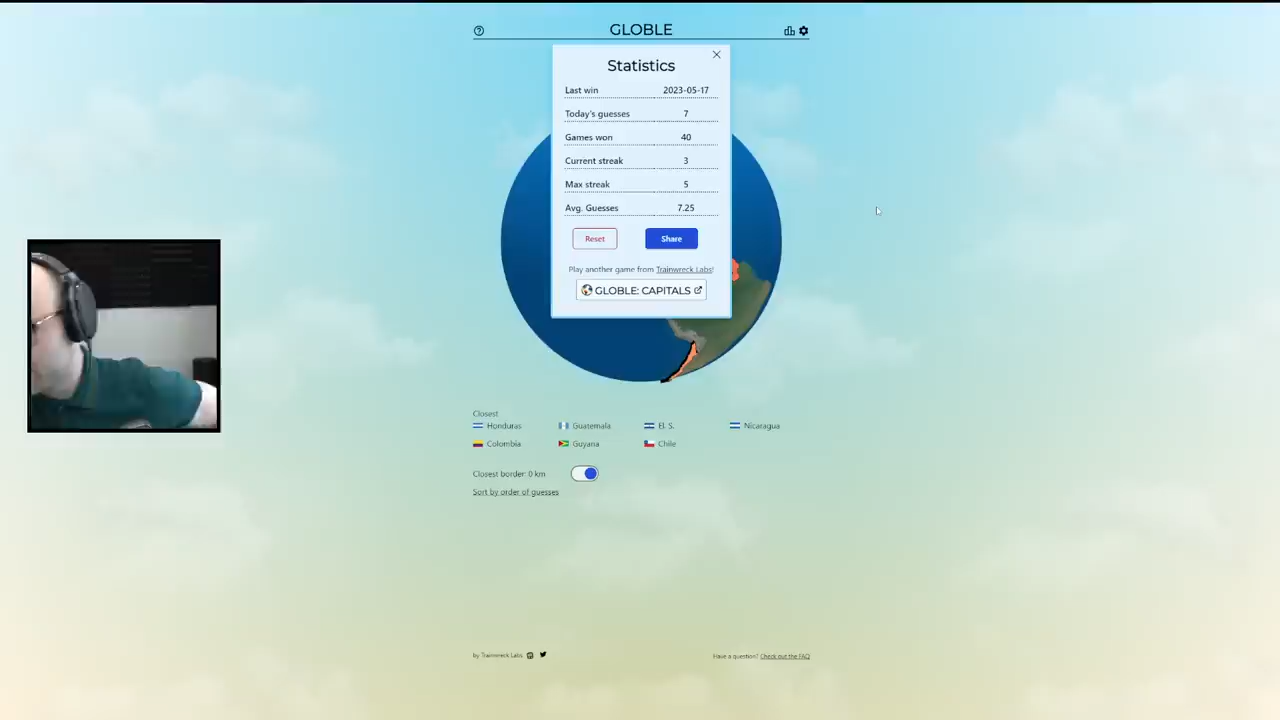 GLOBLE
Statistics
Last win 2023-05-17
Today's guesses 7
Games won 40
Current streak 3
Max streak 5
Avg. Guesses 7.25
Reset Share
Play another game from Trainwreck Labs!
GLOBLE: CAPITALS
Closest
Honduras Guatemala El. S. Nicaragua
Colombia Guyana Chile
Closest border: 0 km
Sort by order of guesses
by Trainwreck Labs Have a question? Check out the FAQ